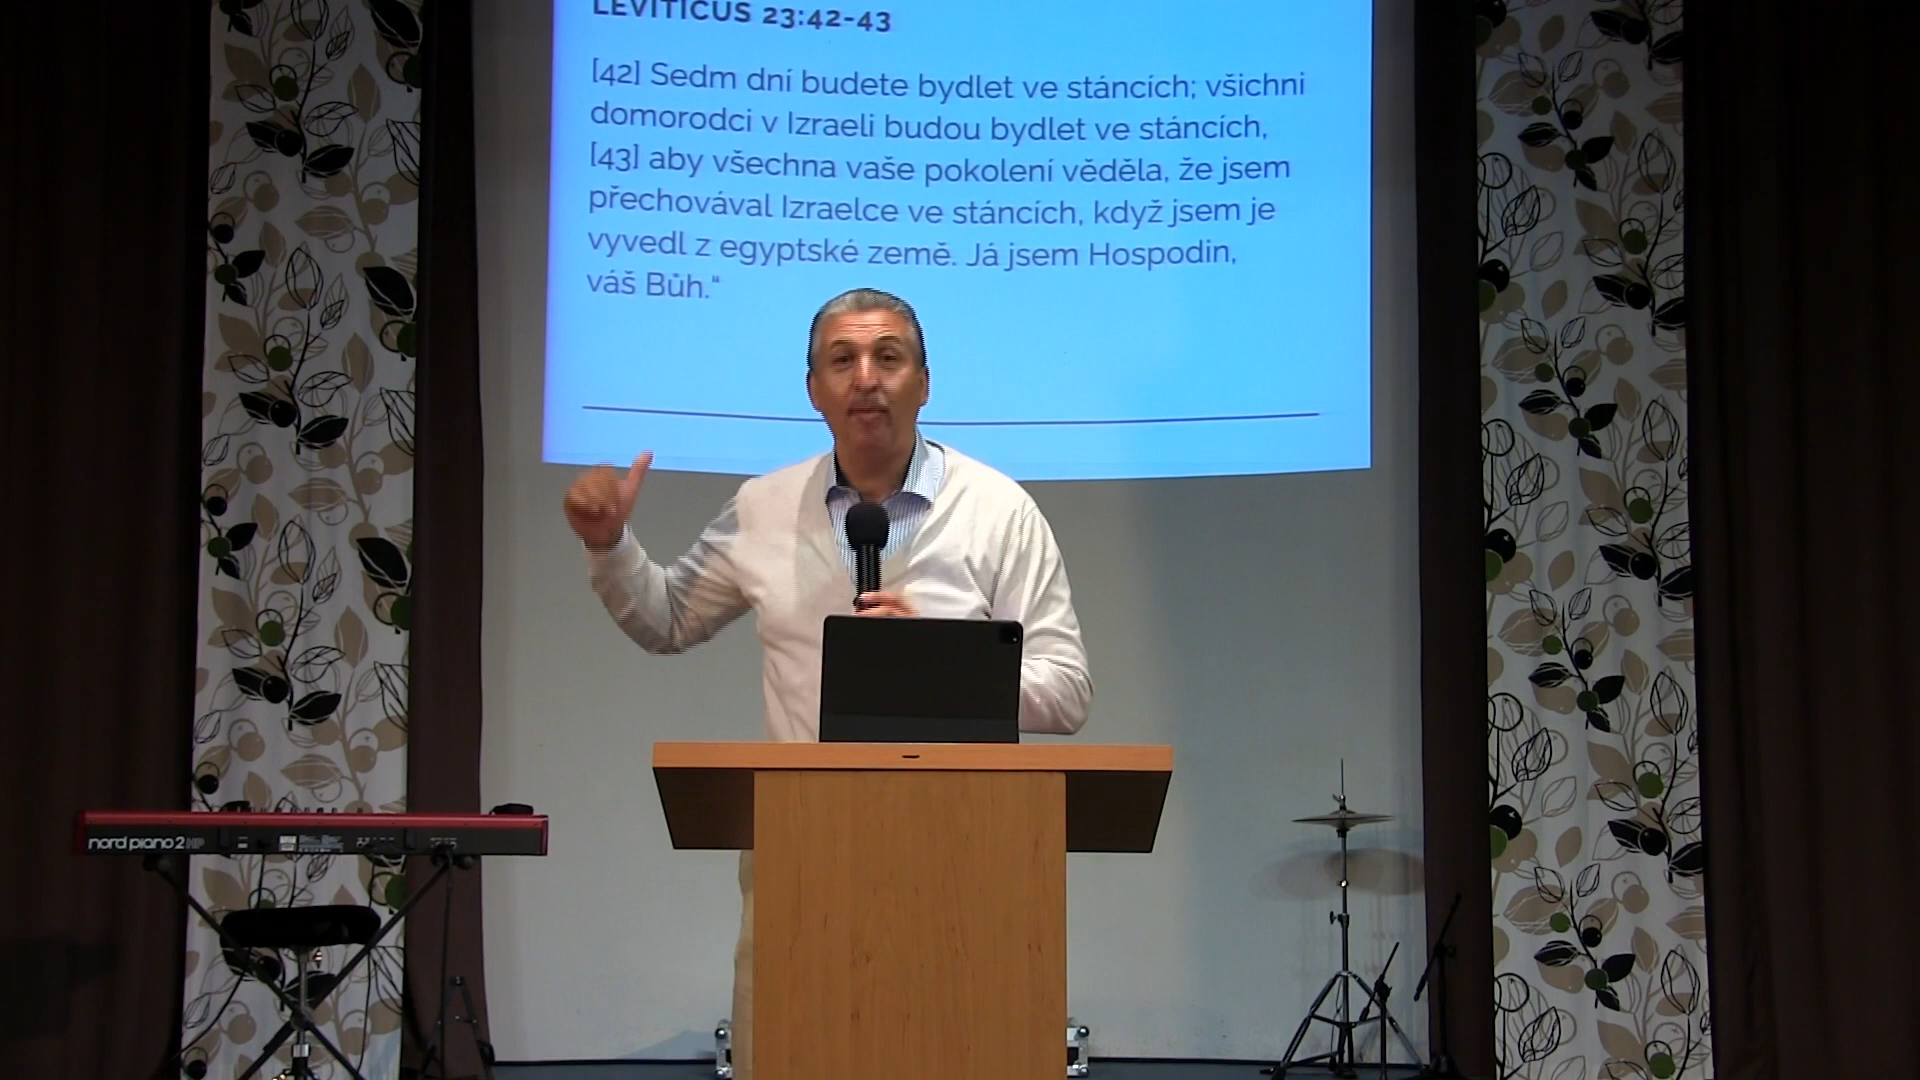 LEVITICUS 23:42-43
[42] Sedm dní budete bydlet ve stáncích; všichni
domorodci v Izraeli budou bydlet ve stáncích,
[43] aby všechna vaše pokolení věděla, že jsem
přechovával Izraelce ve stáncích, když jsem je
vyvedl z egyptské země. Já jsem Hospodin,
váš Bůh.“
nord piano 2 HP